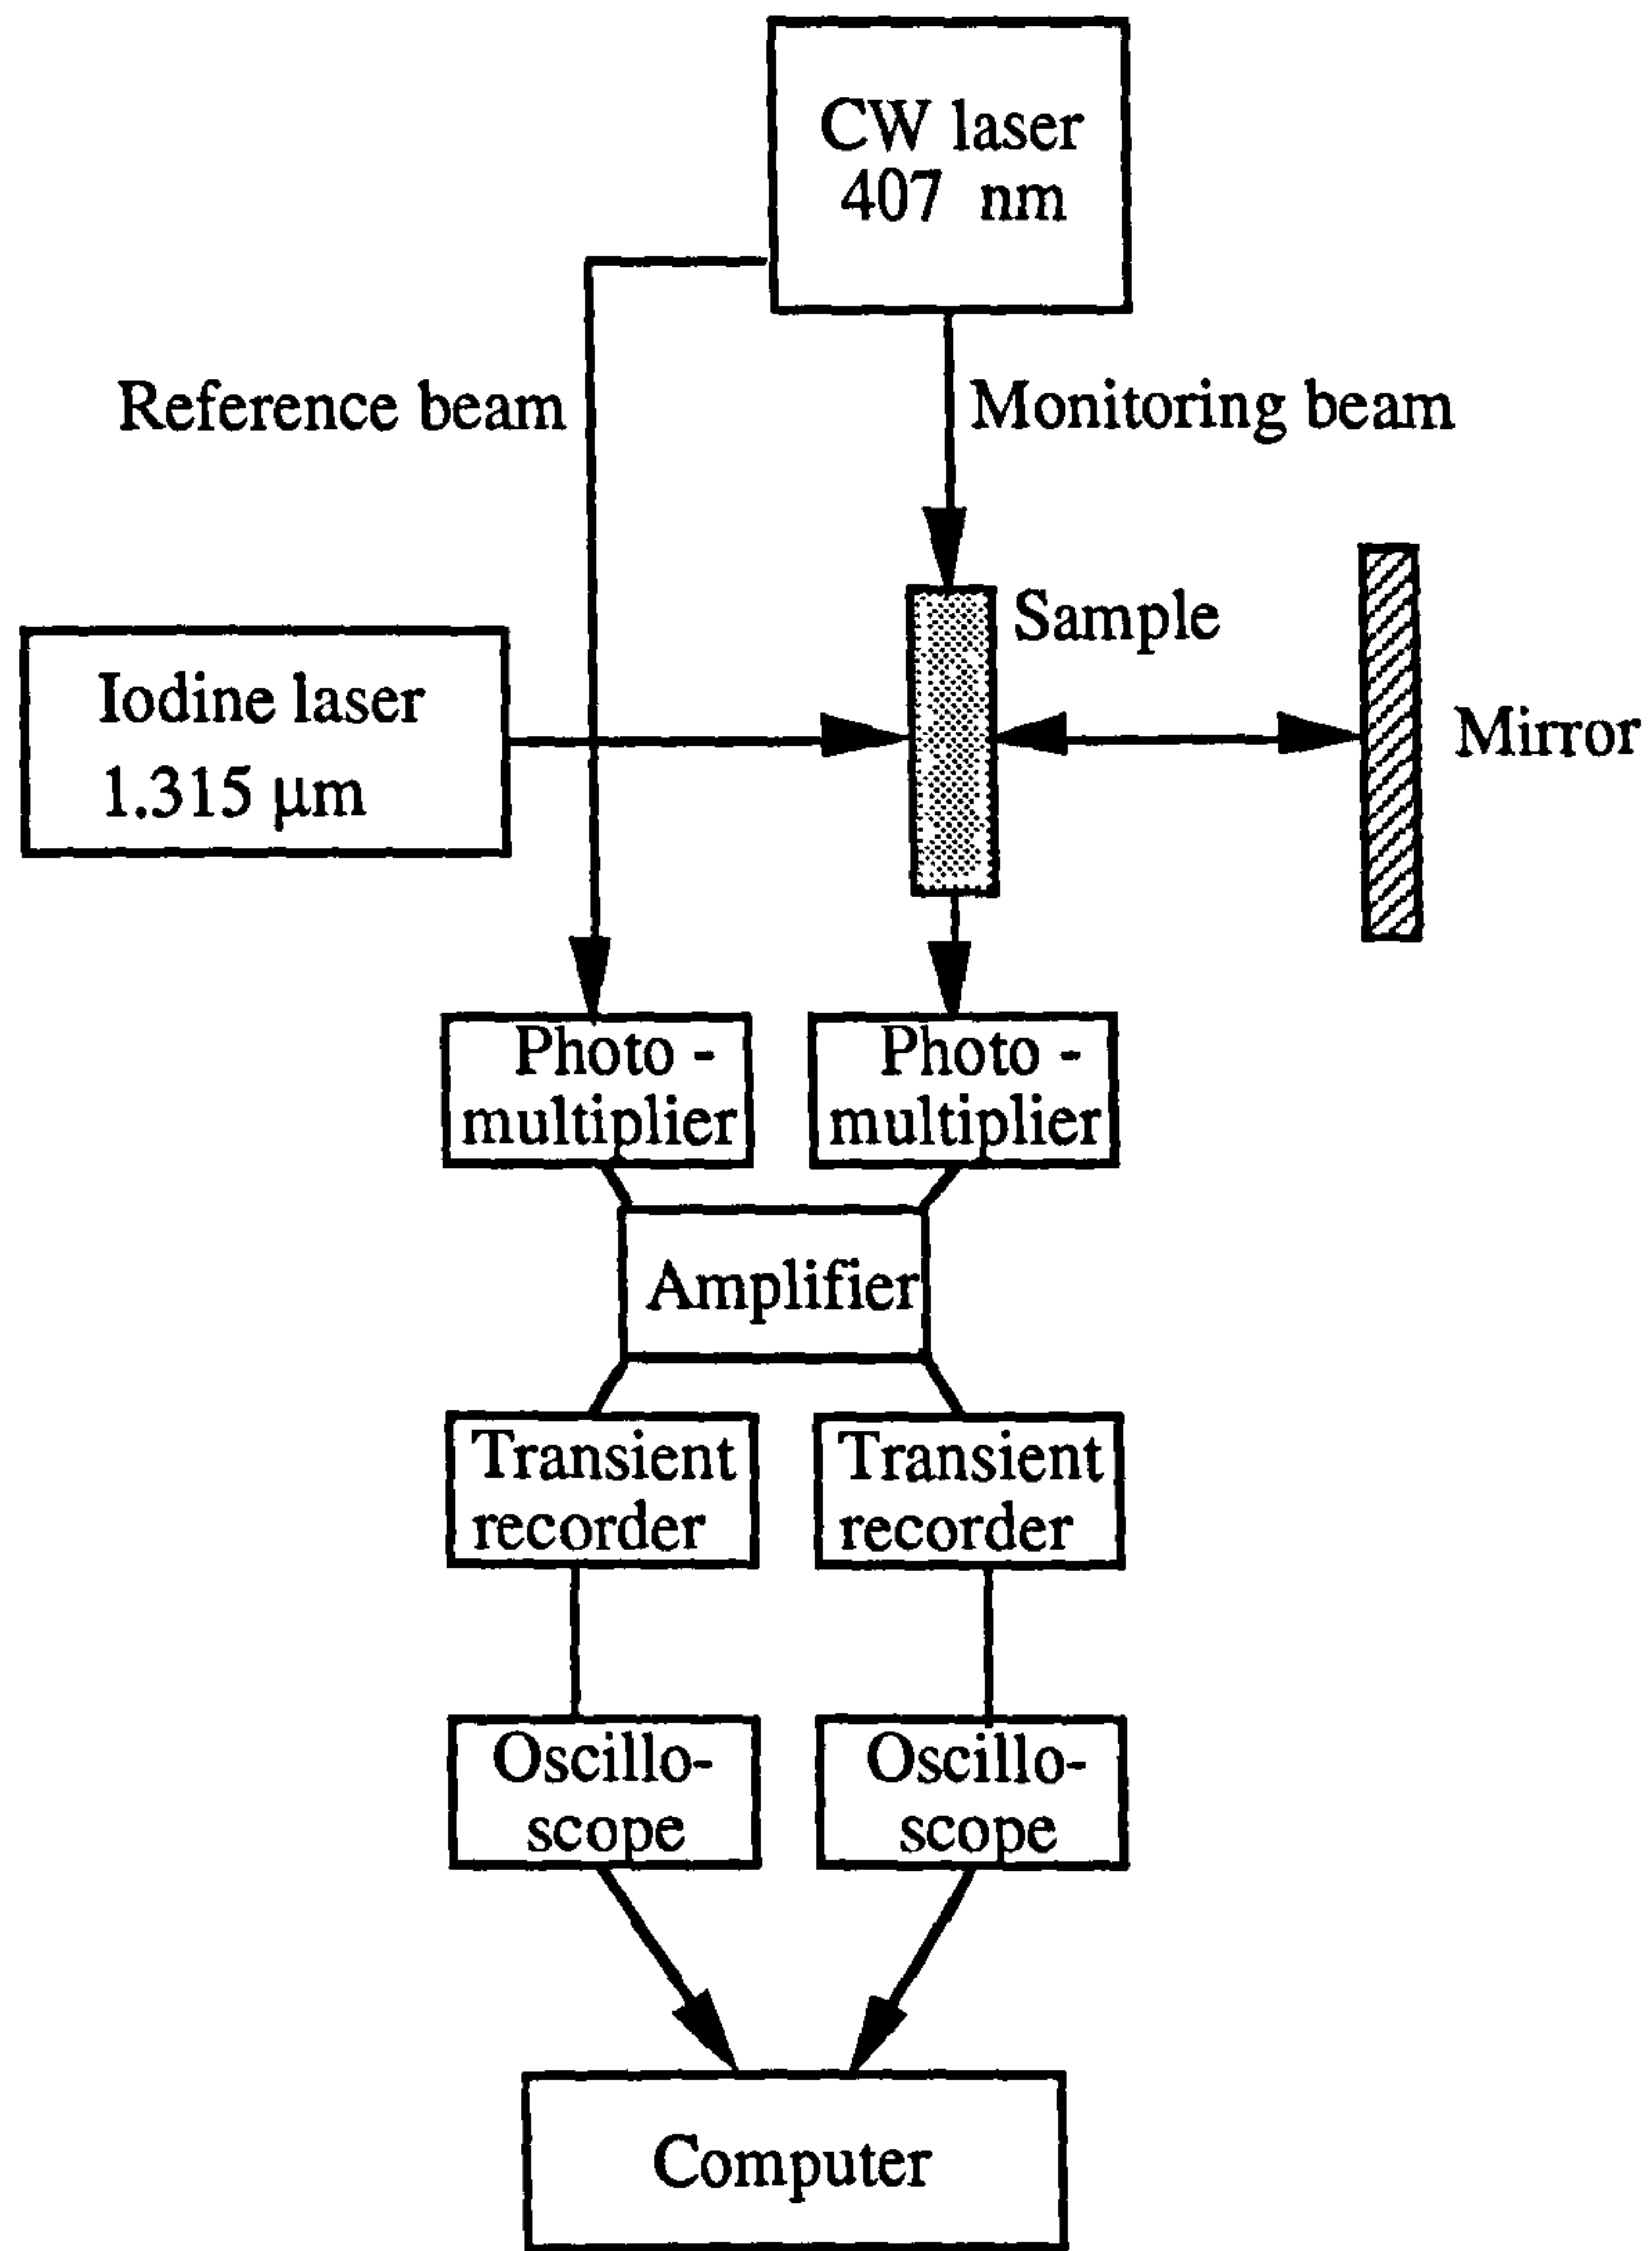 CW laser
407 nm
Reference beam
Monitoring beam
Sample
Iodine laser
1.315 µm
Mirror
Photo -
multiplier
Photo -
multiplier
Amplifier
Transient
recorder
Transient
recorder
Oscillo-
scope
Oscillo-
scope
Computer